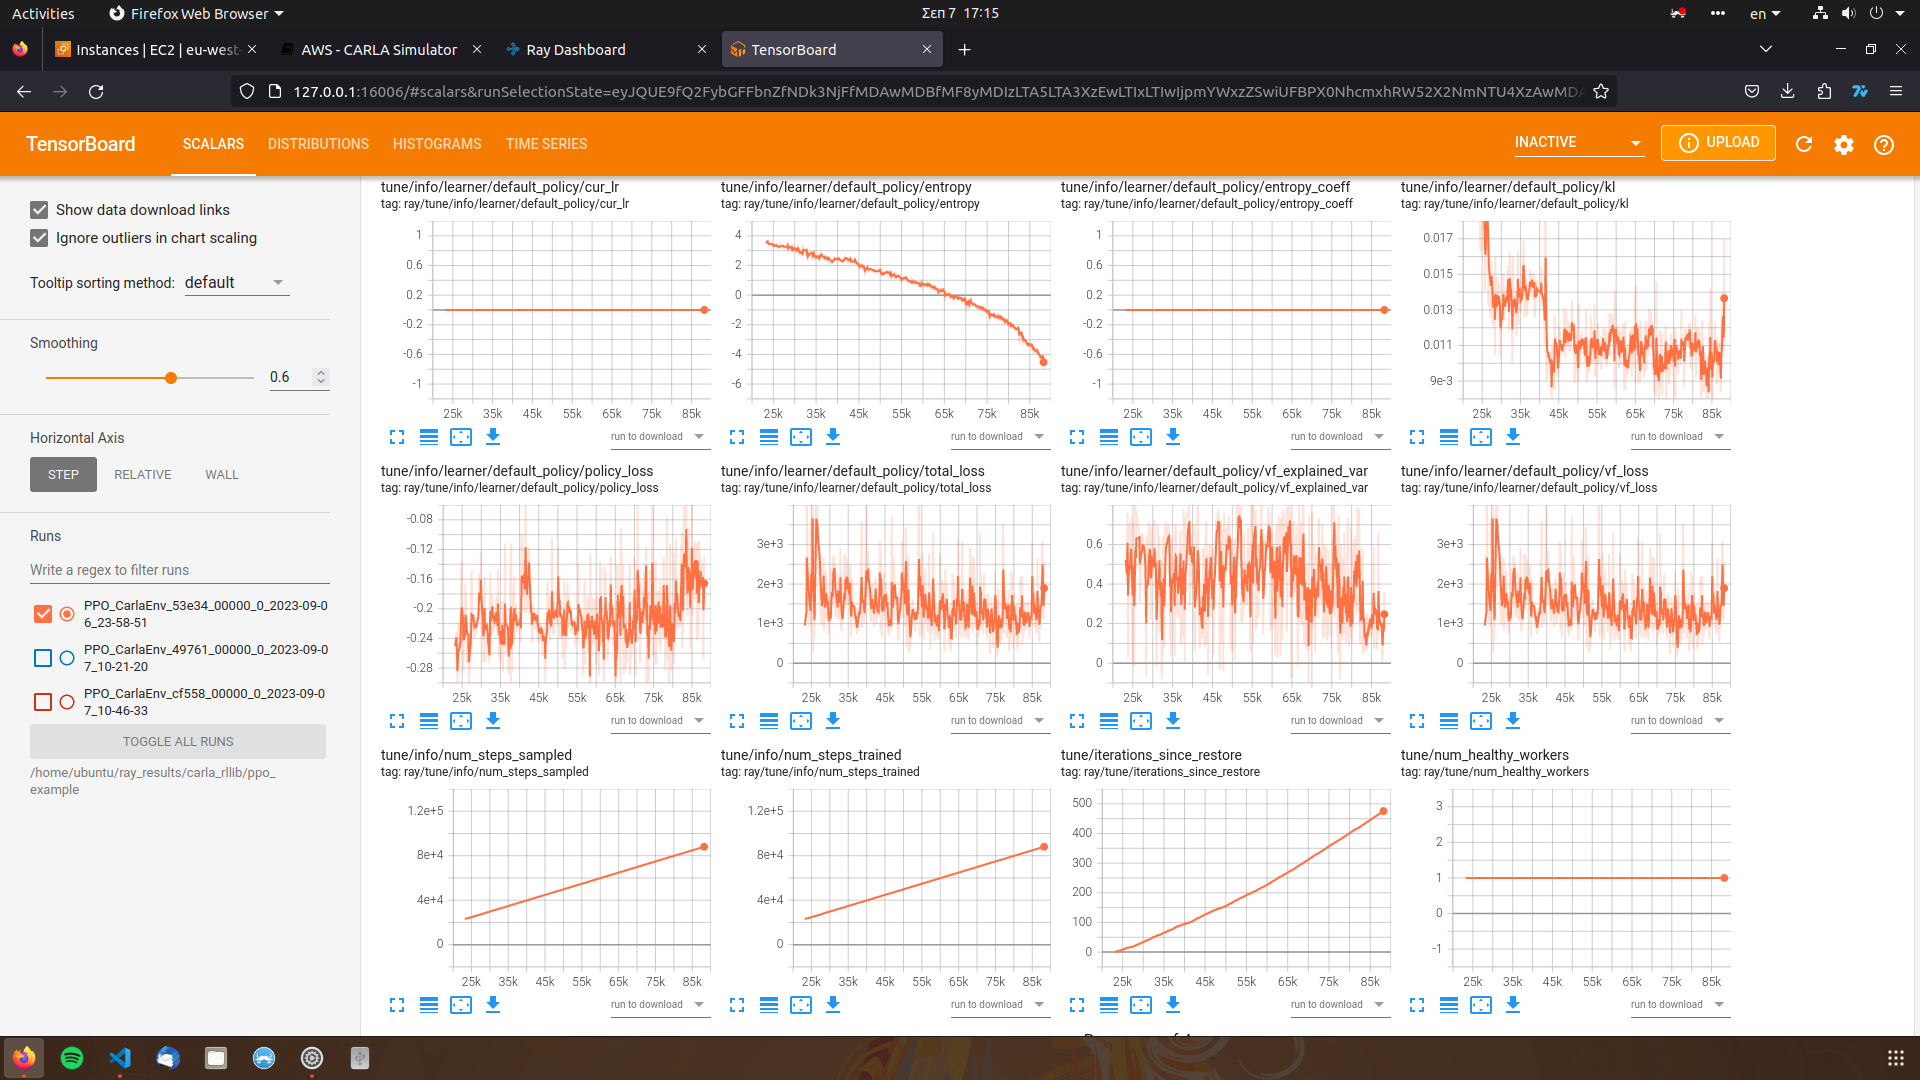 Activities
Firefox Web Browser
Σεπ 7 17:15
en
Instances | EC2 | eu-west-
AWS - CARLA Simulator
Ray Dashboard
TensorBoard
127.0.0.1:16006/#scalars&runSelectionState=
TensorBoard
SCALARS
DISTRIBUTIONS
HISTOGRAMS
TIME SERIES
INACTIVE
UPLOAD
Show data download links
Ignore outliers in chart scaling
Tooltip sorting method: default
Smoothing
0.6
Horizontal Axis
STEP
RELATIVE
WALL
Runs
Write a regex to filter runs
PPO_CarlaEnv_53e34_00000_0_2023-09-0
6_23-58-51
PPO_CarlaEnv_49761_00000_0_2023-09-0
7_10-21-20
PPO_CarlaEnv_cf558_00000_0_2023-09-0
7_10-46-33
TOGGLE ALL RUNS
/home/ubuntu/ray_results/carla_rllib/ppo_
example
tune/info/learner/default_policy/cur_lr
tag: ray/tune/info/learner/default_policy/cur_lr
1
0.6
0.2
-0.2
-0.6
-1
25k 35k 45k 55k 65k 75k 85k
run to download
tune/info/learner/default_policy/entropy
tag: ray/tune/info/learner/default_policy/entropy
4
2
0
-2
-4
-6
25k 35k 45k 55k 65k 75k 85k
run to download
tune/info/learner/default_policy/entropy_coeff
tag: ray/tune/info/learner/default_policy/entropy_coeff
1
0.6
0.2
-0.2
-0.6
-1
25k 35k 45k 55k 65k 75k 85k
run to download
tune/info/learner/default_policy/kl
tag: ray/tune/info/learner/default_policy/kl
0.017
0.015
0.013
0.011
9e-3
25k 35k 45k 55k 65k 75k 85k
run to download
tune/info/learner/default_policy/policy_loss
tag: ray/tune/info/learner/default_policy/policy_loss
-0.08
-0.12
-0.16
-0.2
-0.24
-0.28
25k 35k 45k 55k 65k 75k 85k
run to download
tune/info/learner/default_policy/total_loss
tag: ray/tune/info/learner/default_policy/total_loss
3e+3
2e+3
1e+3
0
25k 35k 45k 55k 65k 75k 85k
run to download
tune/info/learner/default_policy/vf_explained_var
tag: ray/tune/info/learner/default_policy/vf_explained_var
0.6
0.4
0.2
0
25k 35k 45k 55k 65k 75k 85k
run to download
tune/info/learner/default_policy/vf_loss
tag: ray/tune/info/learner/default_policy/vf_loss
3e+3
2e+3
1e+3
0
25k 35k 45k 55k 65k 75k 85k
run to download
tune/info/num_steps_sampled
tag: ray/tune/info/num_steps_sampled
1.2e+5
8e+4
4e+4
0
25k 35k 45k 55k 65k 75k 85k
run to download
tune/info/num_steps_trained
tag: ray/tune/info/num_steps_trained
1.2e+5
8e+4
4e+4
0
25k 35k 45k 55k 65k 75k 85k
run to download
tune/iterations_since_restore
tag: ray/tune/iterations_since_restore
500
400
300
200
100
0
25k 35k 45k 55k 65k 75k 85k
run to download
tune/num_healthy_workers
tag: ray/tune/num_healthy_workers
3
2
1
0
-1
25k 35k 45k 55k 65k 75k 85k
run to download